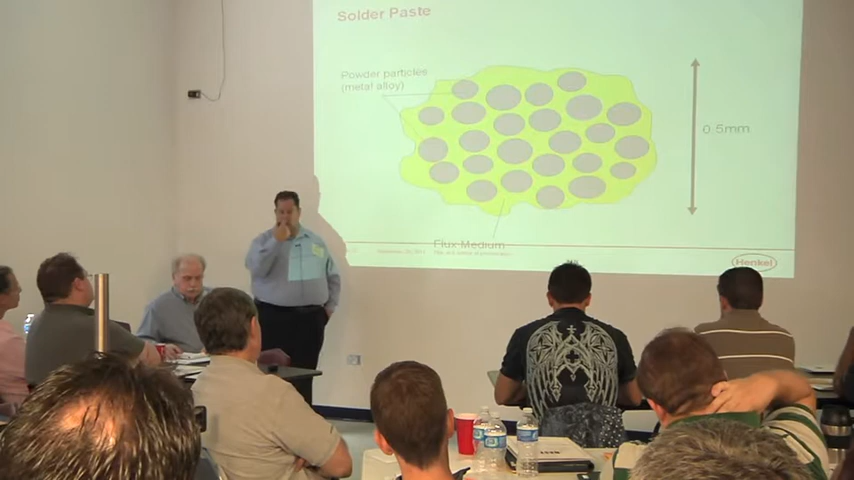 Solder Paste
Powder particles
(metal alloy)
0.5mm
Flux Medium
Henkel